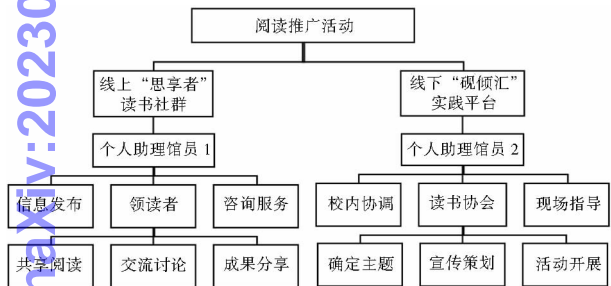 阅读推广活动
线上“思享者”
读书社群
线下“砚倾汇”
实践平台
个人助理馆员 1
个人助理馆员 2
信息发布
领读者
咨询服务
校内协调
读书协会
现场指导
共享阅读
交流讨论
成果分享
确定主题
宣传策划
活动开展
naXiv:20230